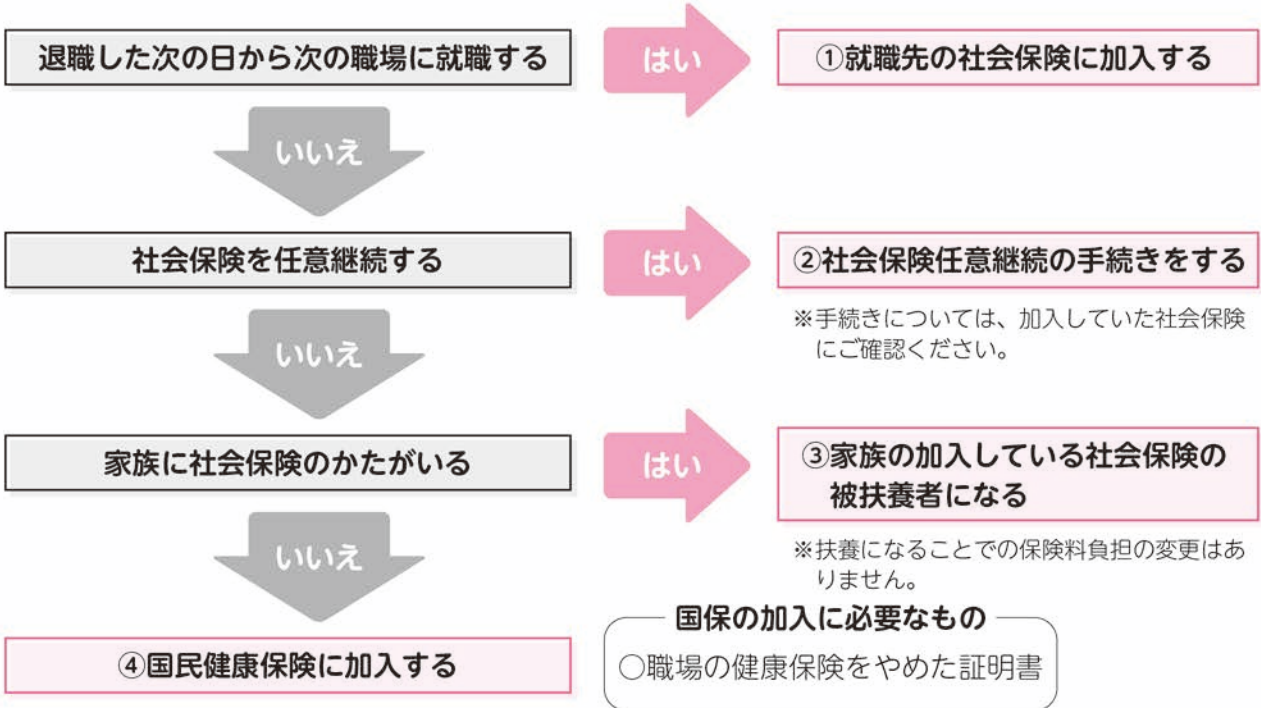 退職した次の日から次の職場に就職する
はい
①就職先の社会保険に加入する
いいえ
社会保険を任意継続する
はい
②社会保険任意継続の手続きをする
※手続きについては、加入していた社会保険
にご確認ください。
いいえ
家族に社会保険のかたがいる
はい
③家族の加入している社会保険の
被扶養者になる
※扶養になることでの保険料負担の変更はあ
りません。
いいえ
④国民健康保険に加入する
国保の加入に必要なもの
○職場の健康保険をやめた証明書